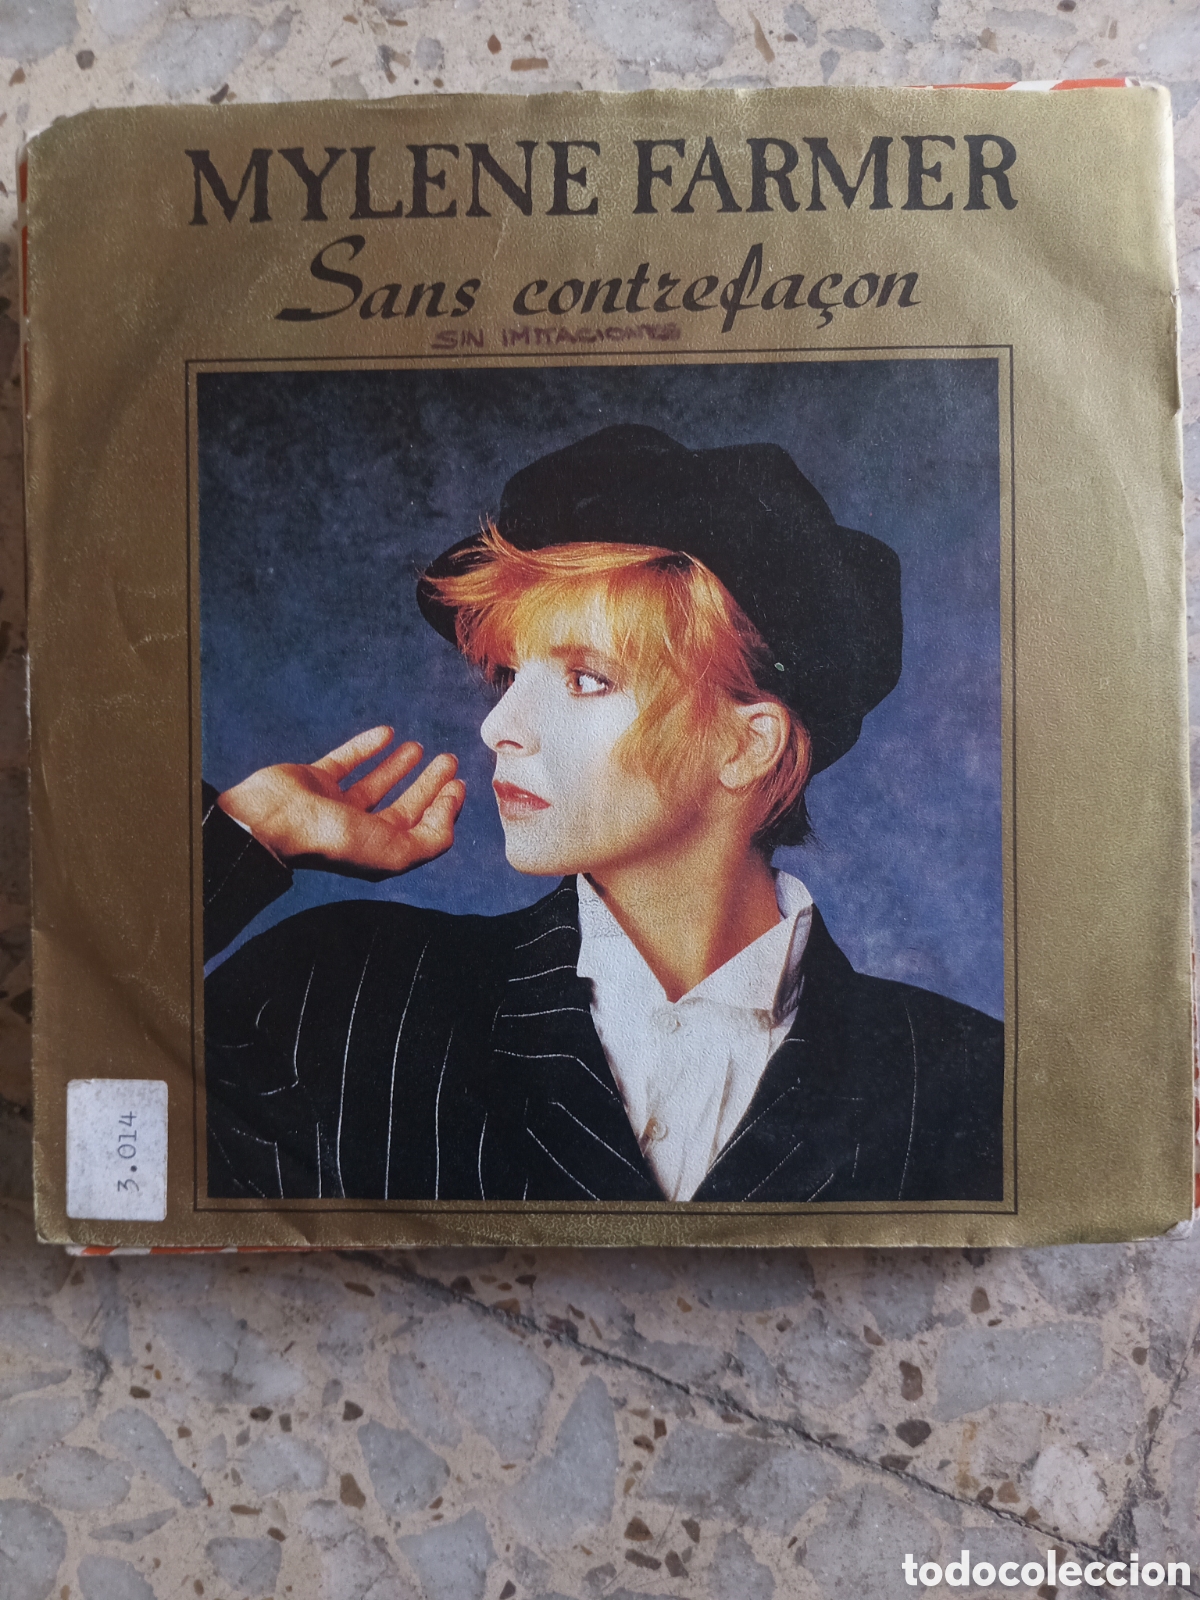 MYLENE FARMER
Sans contrefaçon
SIN IMITACIONES
3.014
todocoleccion